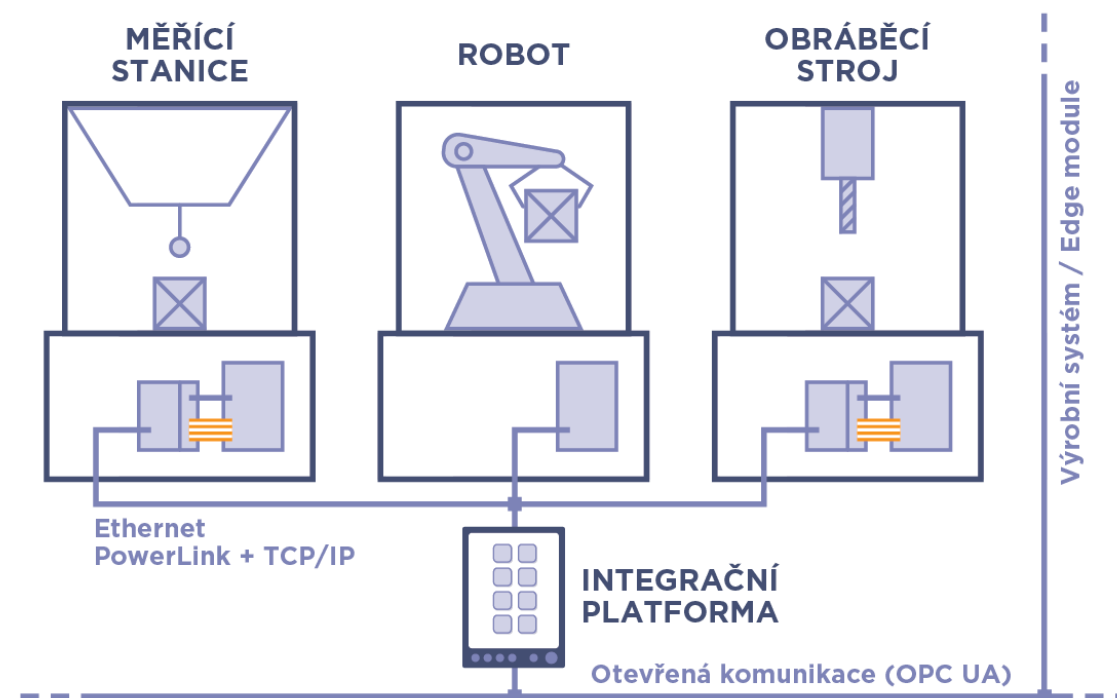 MĚŘÍCÍ
STANICE
ROBOT
OBRÁBĚCÍ
STROJ
Výrobní systém / Edge module
Ethernet
PowerLink + TCP/IP
INTEGRAČNÍ
PLATFORMA
Otevřená komunikace (OPC UA)